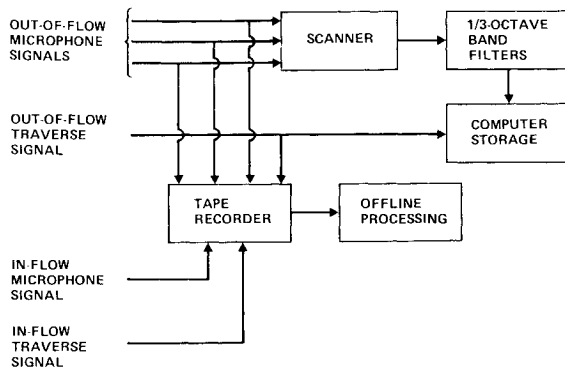 OUT-OF-FLOW
MICROPHONE
SIGNALS
SCANNER
1/3-OCTAVE
BAND
FILTERS
OUT-OF-FLOW
TRAVERSE
SIGNAL
COMPUTER
STORAGE
TAPE
RECORDER
OFFLINE
PROCESSING
IN-FLOW
MICROPHONE
SIGNAL
IN-FLOW
TRAVERSE
SIGNAL